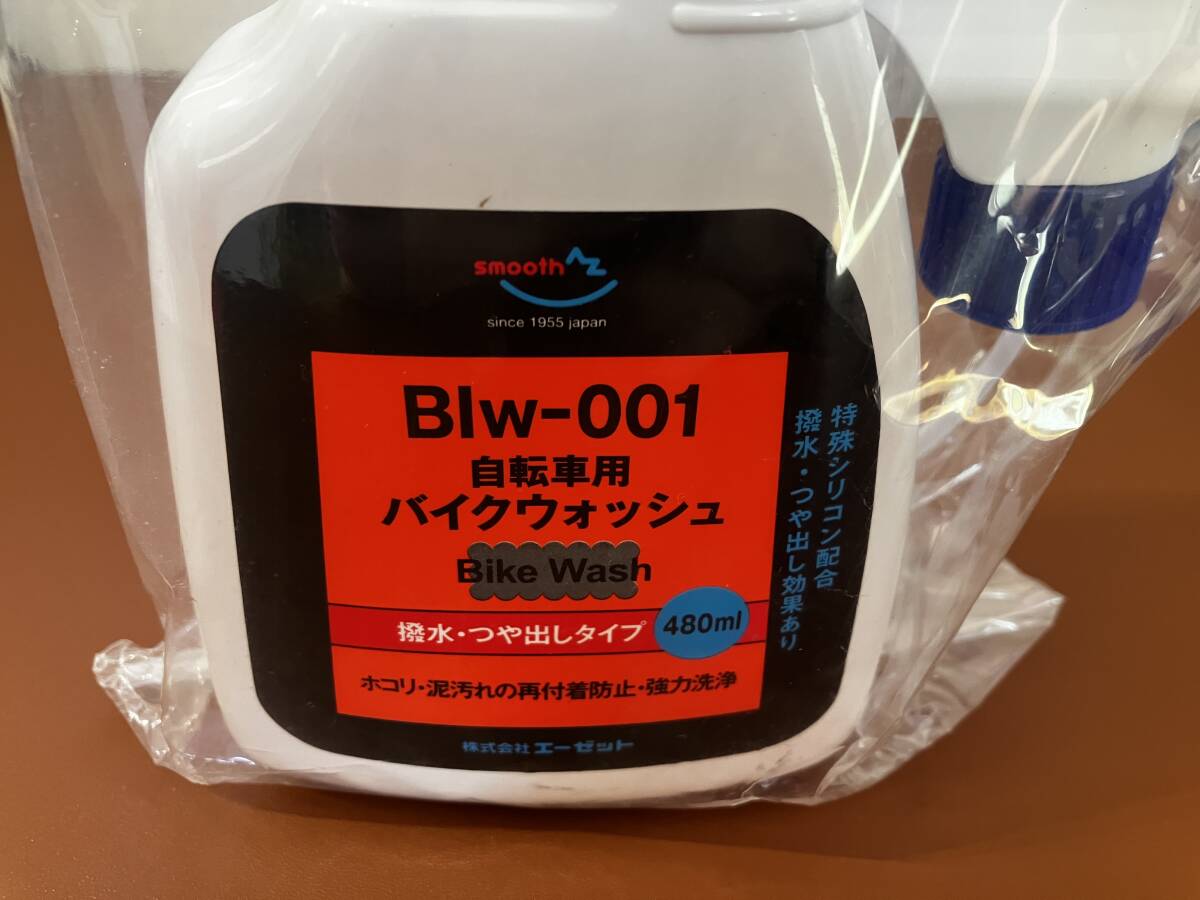 smooth AZ
since 1955 japan
BIw-001
自転車用
バイクウォッシュ
Bike Wash
撥水・つや出しタイプ
480ml
ホコリ・泥汚れの再付着防止・強力洗浄
株式会社 エーゼット
特殊シリコン配合
撥水・つや出し効果あり